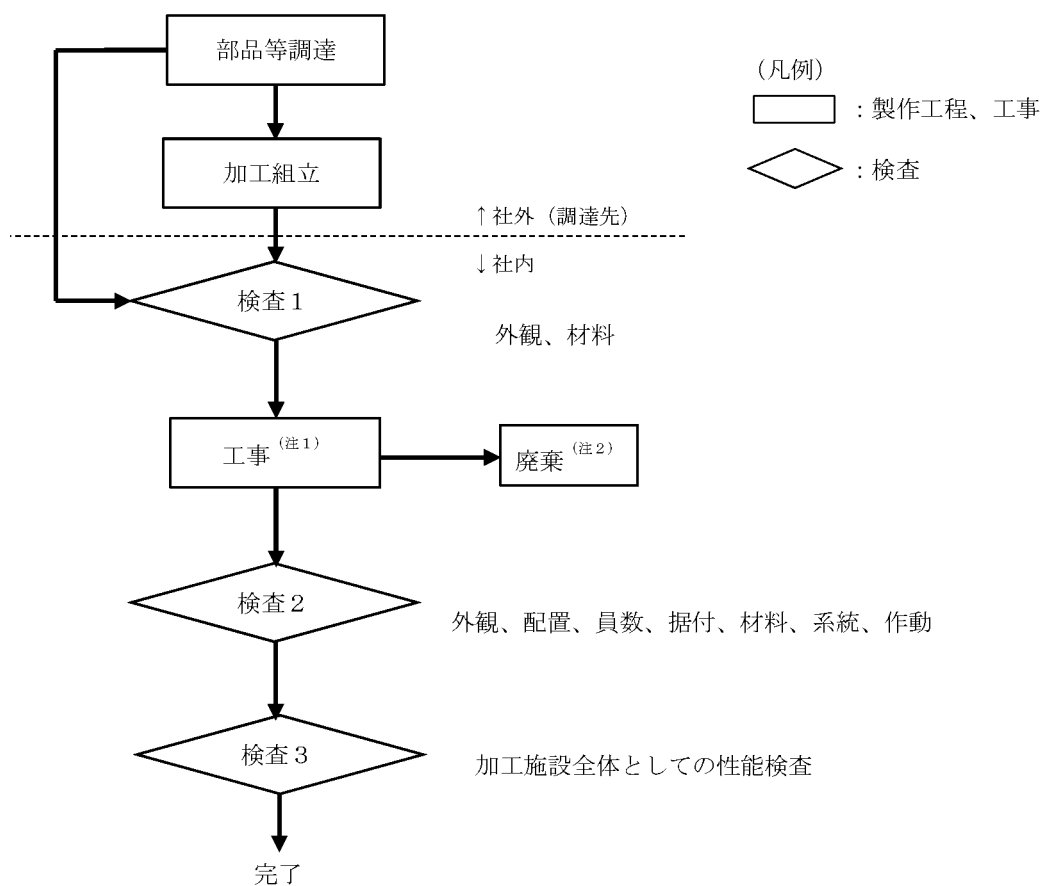 部品等調達
(凡例)
：製作工程、工事
加工組立
：検査
↑社外（調達先）
↓社内
検査１
外観、材料
工事（注１）
廃棄（注２）
検査２
外観、配置、員数、据付、材料、系統、作動
検査３
加工施設全体としての性能検査
完了